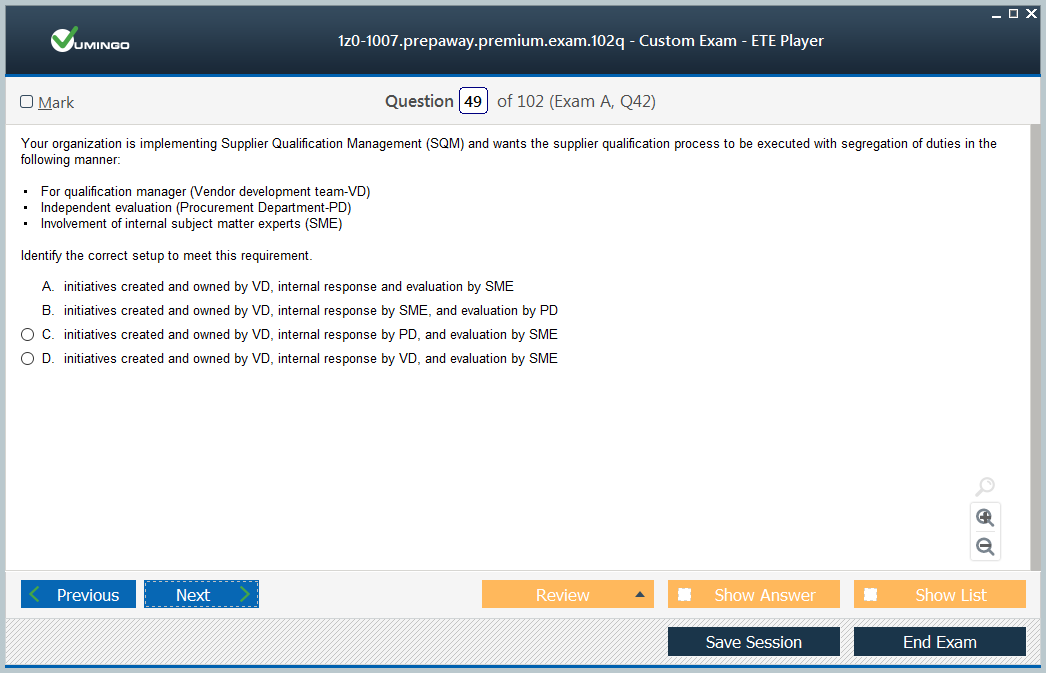 VUMINGO
1z0-1007.prepaway.premium.exam.102q - Custom Exam - ETE Player
Mark
Question 49 of 102 (Exam A, Q42)
Your organization is implementing Supplier Qualification Management (SQM) and wants the supplier qualification process to be executed with segregation of duties in the
following manner:
• For qualification manager (Vendor development team-VD)
• Independent evaluation (Procurement Department-PD)
• Involvement of internal subject matter experts (SME)
Identify the correct setup to meet this requirement.
A. initiatives created and owned by VD, internal response and evaluation by SME
B. initiatives created and owned by VD, internal response by SME, and evaluation by PD
C. initiatives created and owned by VD, internal response by PD, and evaluation by SME
D. initiatives created and owned by VD, internal response by VD, and evaluation by SME
Previous
Next
Review
Show Answer
Show List
Save Session
End Exam